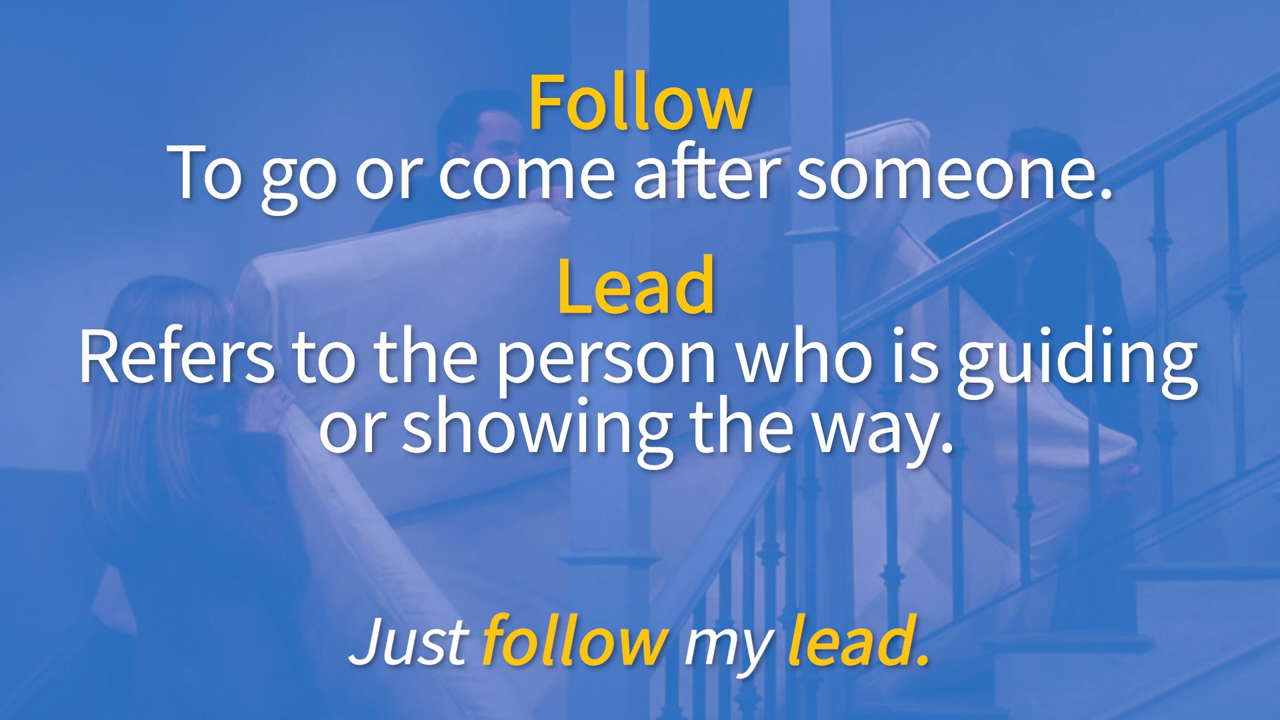 Follow
To go or come after someone.
Lead
Refers to the person who is guiding
or showing the way.
Just follow my lead.